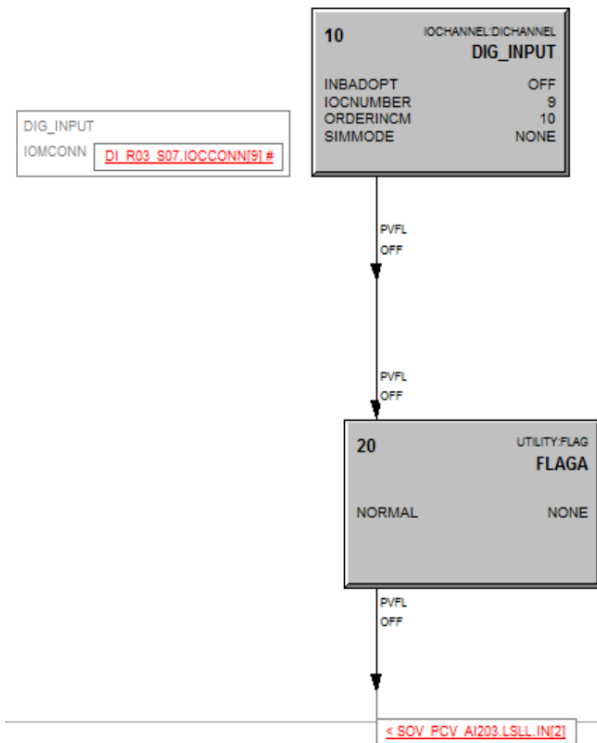 10 IOCHANNEL:DICHANNEL
DIG_INPUT
INBADOPT OFF
IOCNUMBER 9
ORDERINCM 10
SIMMODE NONE
DIG_INPUT
IOMCONN DI_R03_S07.IOCCONN[9] #
PVFL
OFF
PVFL
OFF
20 UTILITY:FLAG
FLAGA
NORMAL NONE
PVFL
OFF
< SOV_PCV_AI203.LSLL.IN[2]